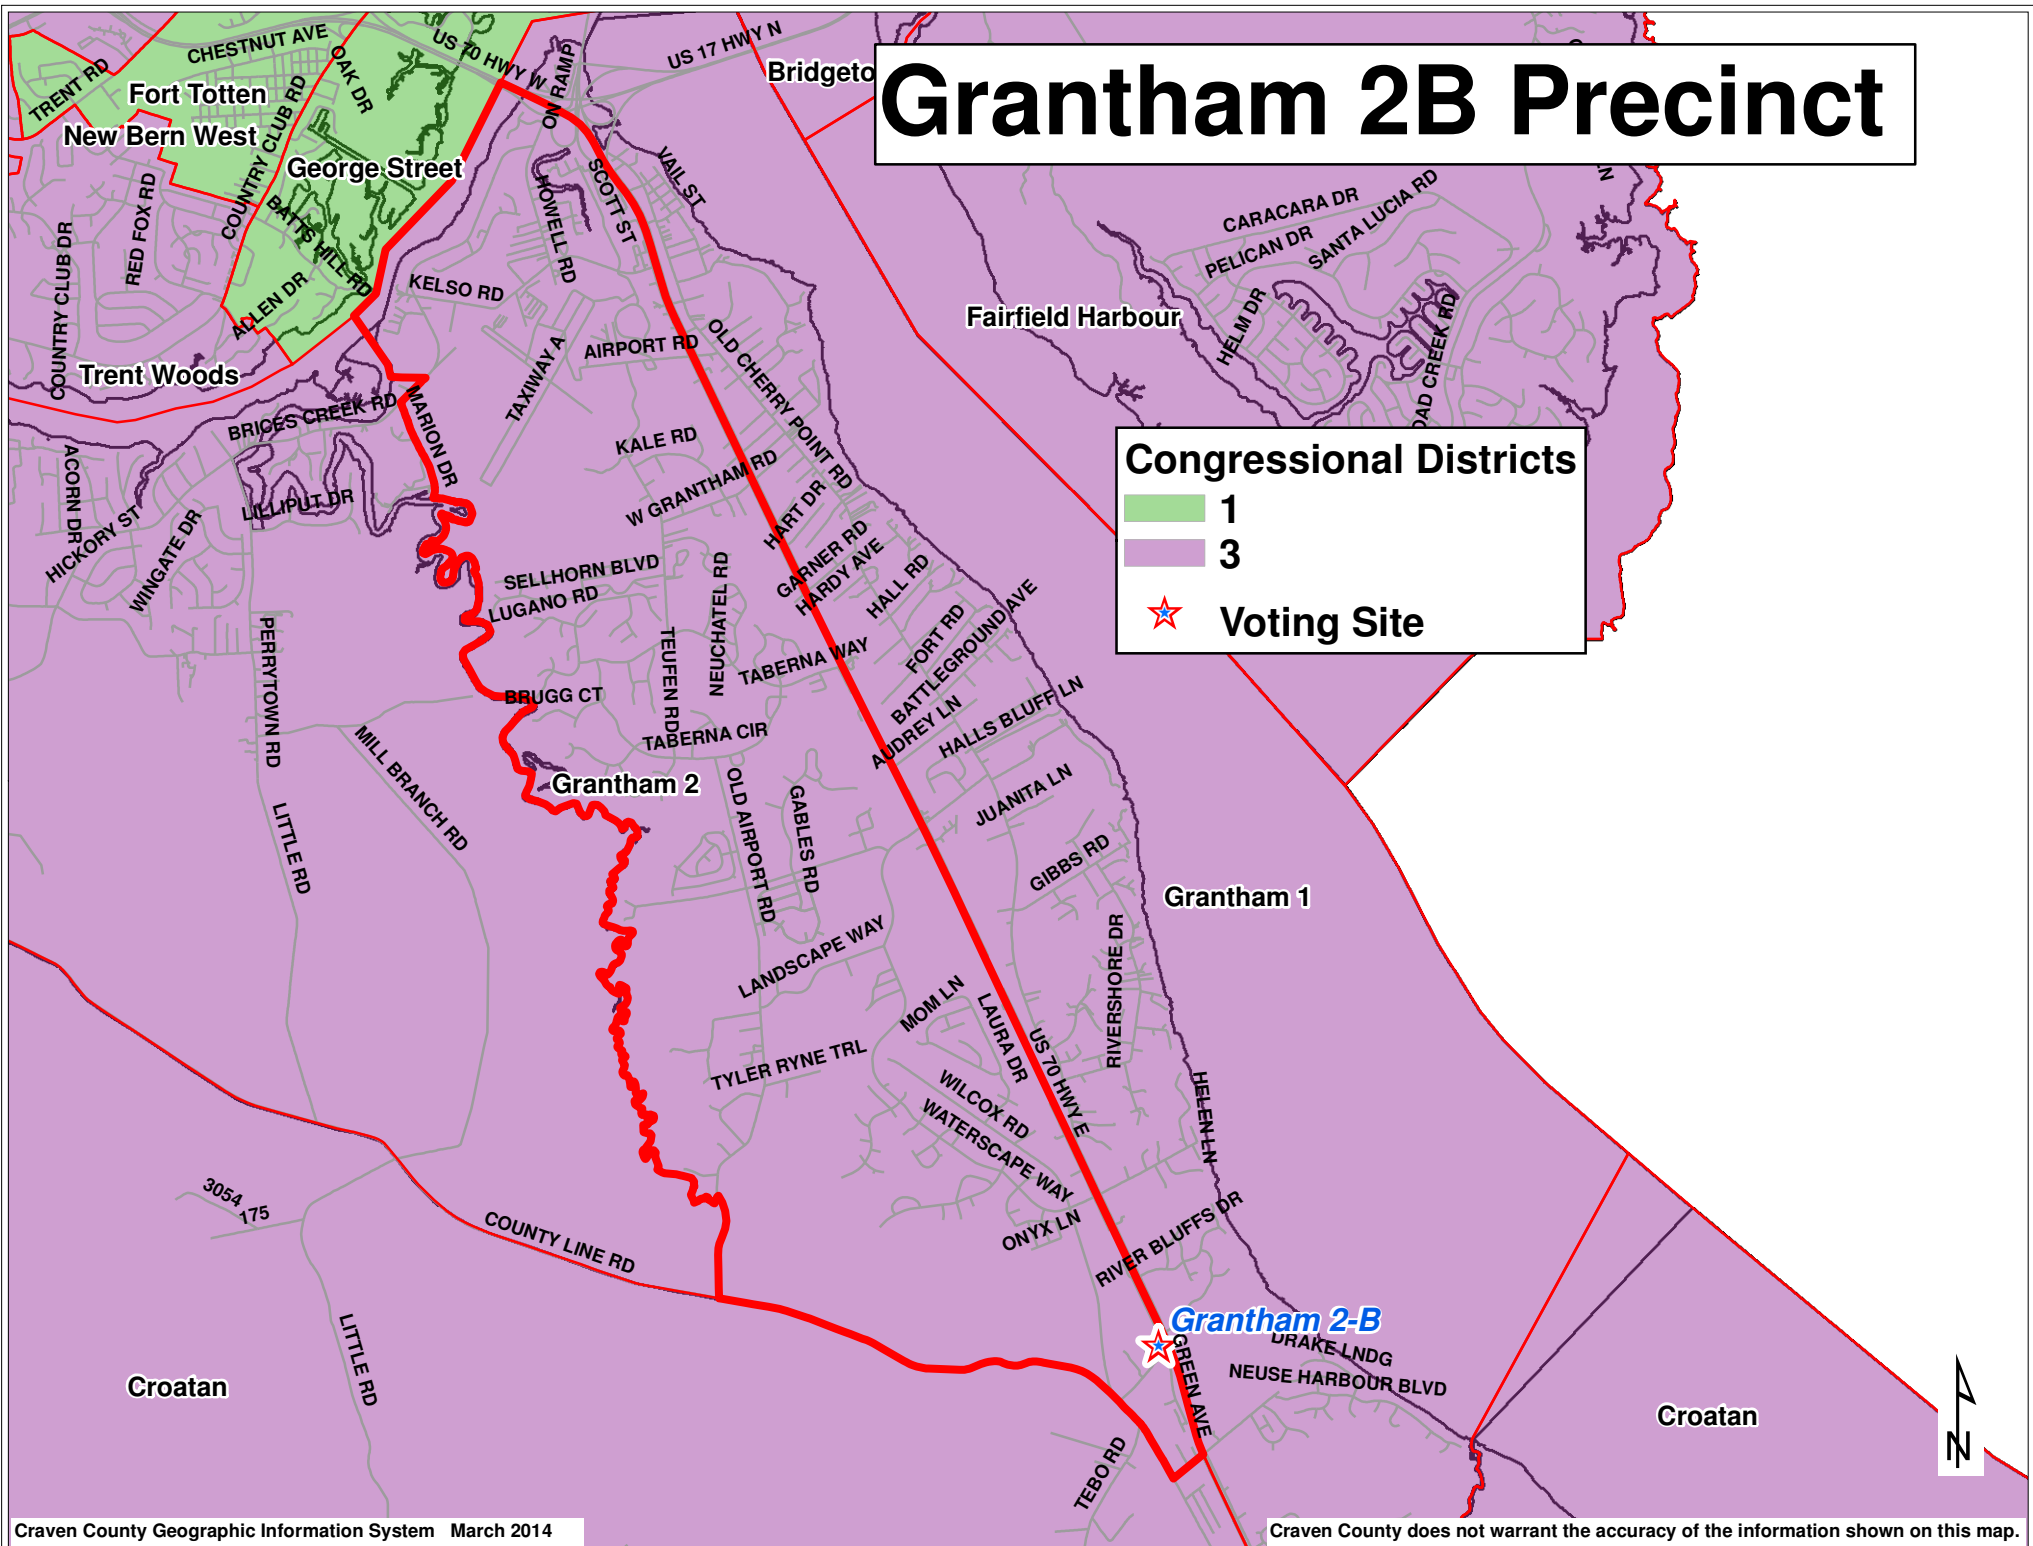 Grantham 2B Precinct
CHESTNUT AVE
US 70 HWY W
ON RAMP
US 17 HWY N
Bridgeto
TRENT RD
Fort Totten
OAK DR
New Bern West
COUNTRY CLUB RD
George Street
BATTS HILL RD
ALLEN DR
RED FOX RD
COUNTRY CLUB DR
Trent Woods
HOWELL RD
SCOTT ST
VAIL ST
KELSO RD
AIRPORT RD
TAXIWAY A
OLD CHERRY POINT RD
CARACARA DR
PELICAN DR
SANTA LUCIA RD
HELM DR
OAD CREEK RD
LN
Fairfield Harbour
BRICES CREEK RD
MARION DR
ACORN DR
HICKORY ST
WINGATE DR
LILLIPUT DR
KALE RD
W GRANTHAM RD
HART DR
GARNER RD
HARDY AVE
HALL RD
FORT RD
BATTLEGROUND AVE
AUDREY LN
HALLS BLUFF LN
SELLHORN BLVD
LUGANO RD
NEUCHATEL RD
TEUFEN RD
TABERNA WAY
BRUGG CT
TABERNA CIR
Congressional Districts
1
3
Voting Site
PERRYTOWN RD
MILL BRANCH RD
LITTLE RD
Grantham 2
OLD AIRPORT RD
GABLES RD
JUANITA LN
GIBBS RD
Grantham 1
RIVERSHORE DR
LANDSCAPE WAY
MOM LN
LAURA DR
US 70 HWY E
TYLER RYNE TRL
WILCOX RD
WATERSCAPE WAY
HELEN LN
ONYX LN
RIVER BLUFFS DR
3054
175
COUNTY LINE RD
LITTLE RD
Grantham 2-B
GREEN AVE
DRAKE LNDG
NEUSE HARBOUR BLVD
TEBO RD
Croatan
Croatan
N
Craven County Geographic Information System March 2014
Craven County does not warrant the accuracy of the information shown on this map.